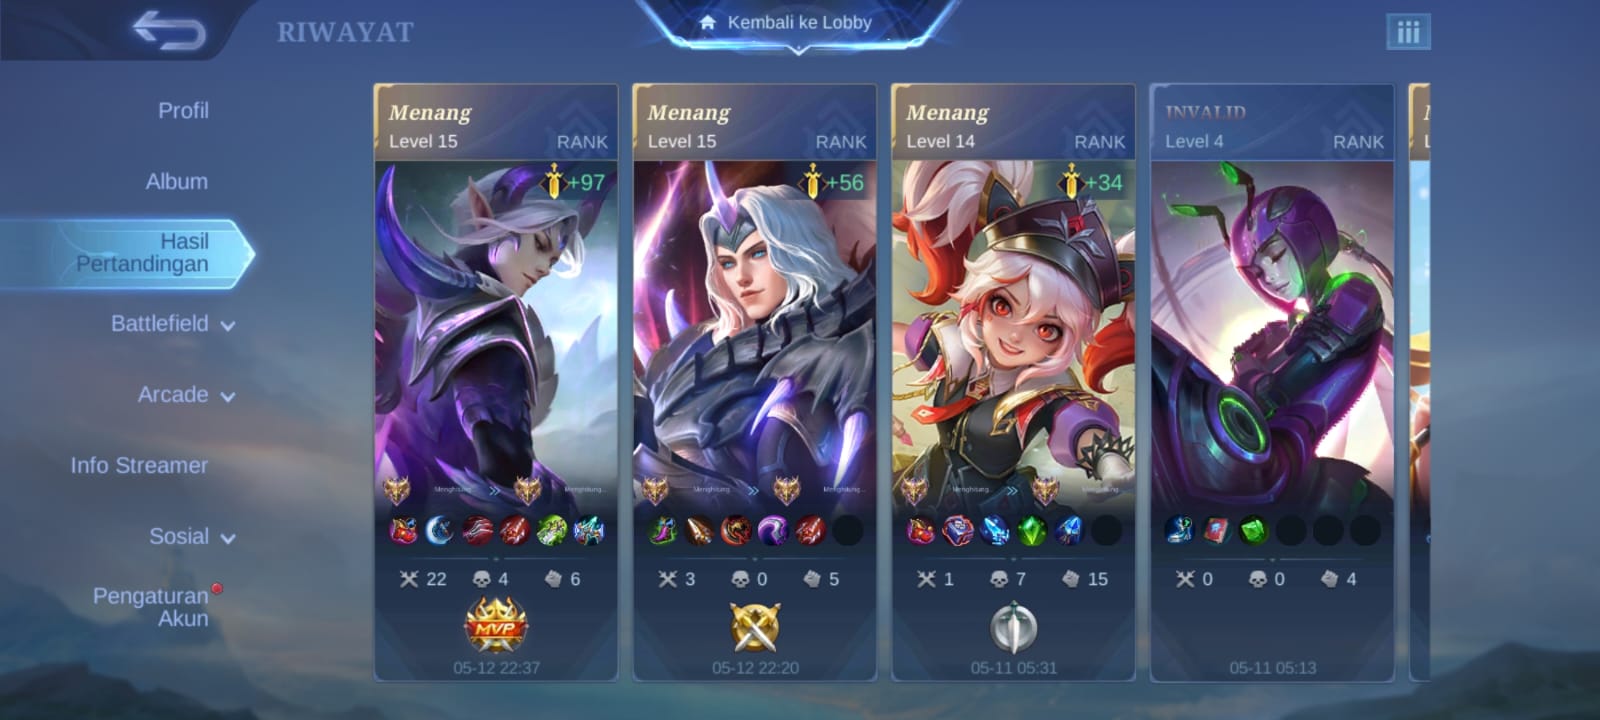 RIWAYAT
Kembali ke Lobby
Profil
Album
Hasil
Pertandingan
Battlefield
Arcade
Info Streamer
Sosial
Pengaturan
Akun
Menang
Level 15 RANK
+97
Menghitung... Menghitung...
22 4 6
MVP
05-12 22:37
Menang
Level 15 RANK
+56
Menghitung... Menghitung...
3 0 5
05-12 22:20
Menang
Level 14 RANK
+34
Menghitung... Menghitung...
1 7 15
05-11 05:31
INVALID
Level 4 RANK
0 0 4
05-11 05:13